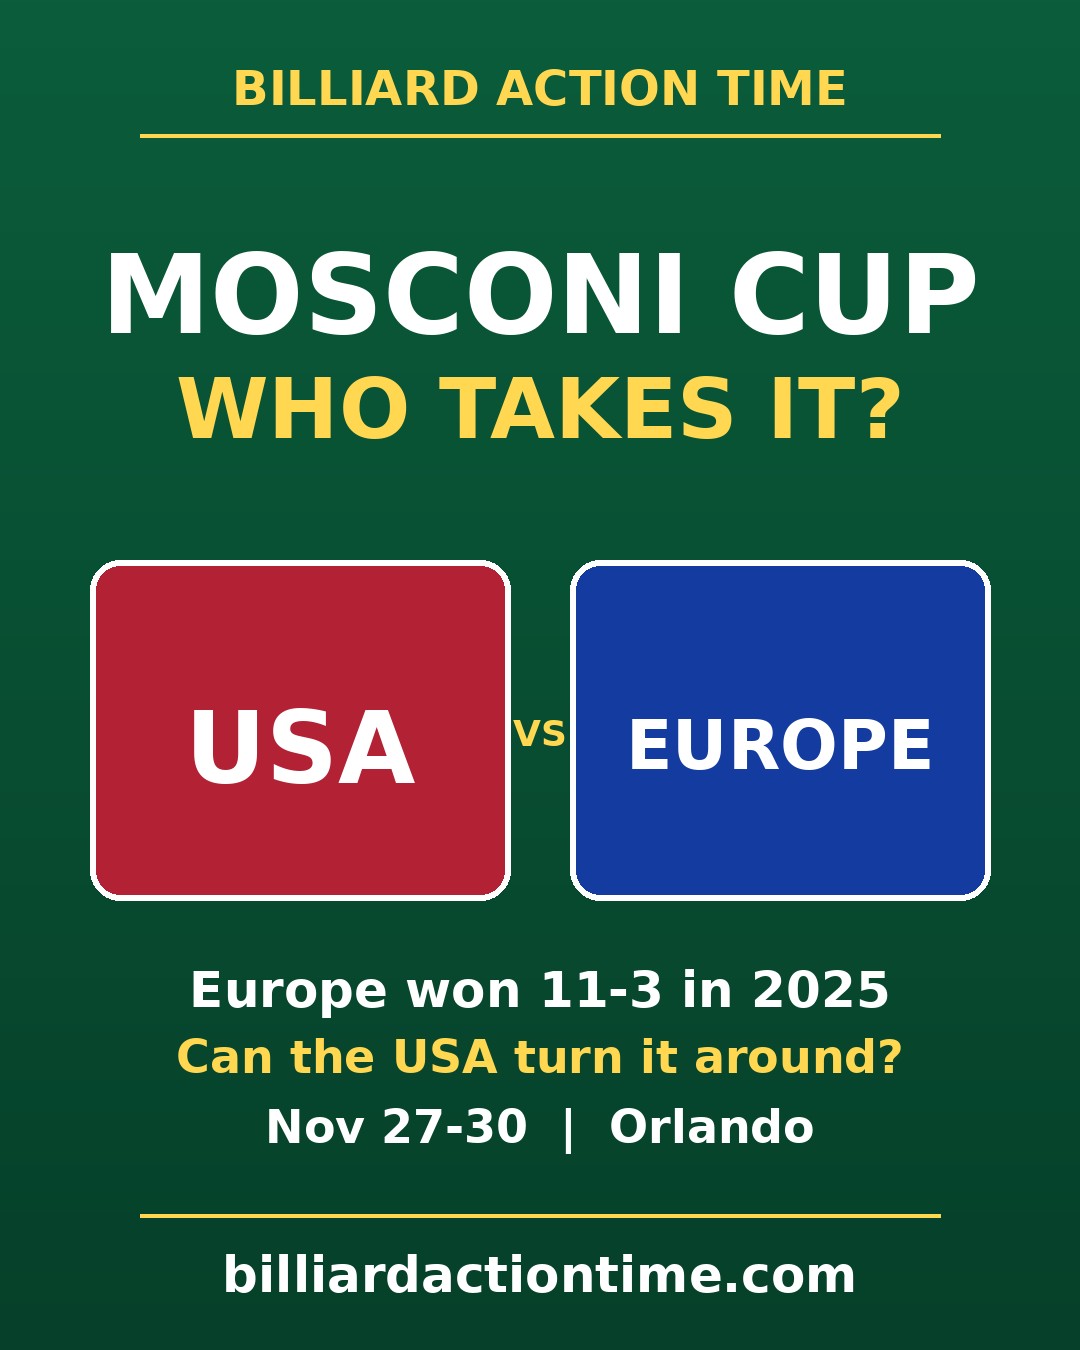 BILLIARD ACTION TIME
MOSCONI CUP
WHO TAKES IT?
USA
VS
EUROPE
Europe won 11-3 in 2025
Can the USA turn it around?
Nov 27-30 | Orlando
billiardactiontime.com